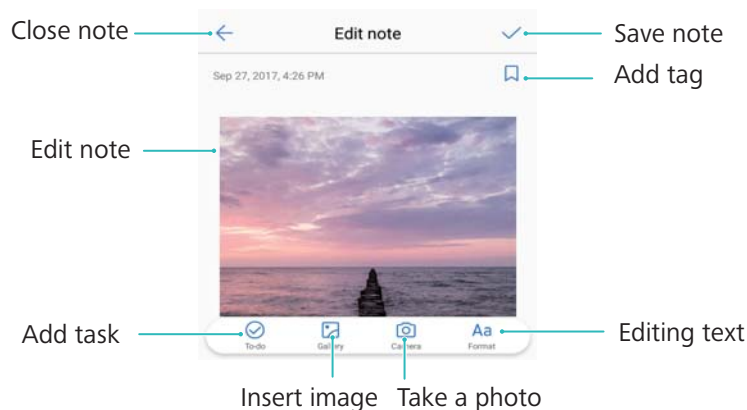 Close note
Edit note
Save note
Sep 27, 2017, 4:26 PM
Add tag
Edit note
Add task
To-do
Gallery
Camera
Aa
Format
Editing text
Insert image
Take a photo